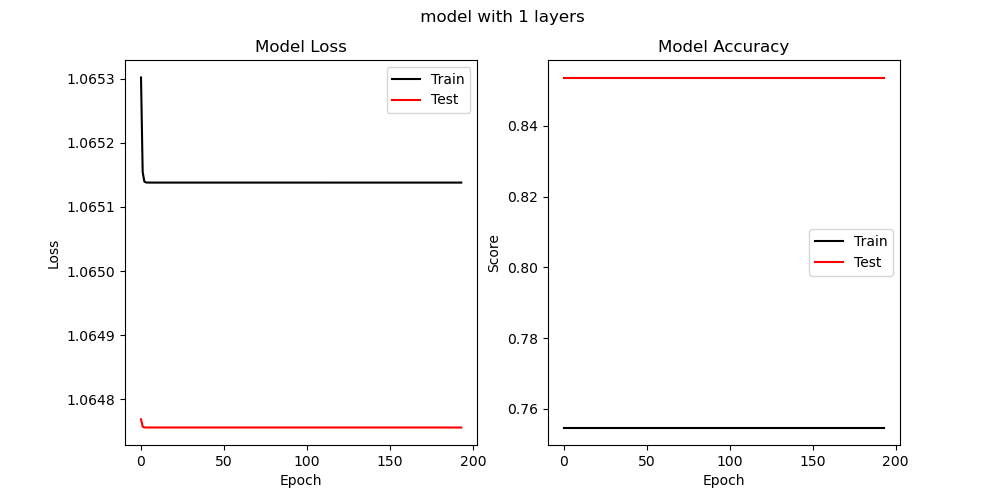 model with 1 layers
Model Loss
Model Accuracy
1.0653
1.0652
1.0651
1.0650
1.0649
1.0648
Loss
Train
Test
0
50
100
150
200
Epoch
0.84
0.82
0.80
0.78
0.76
Score
Train
Test
0
50
100
150
200
Epoch